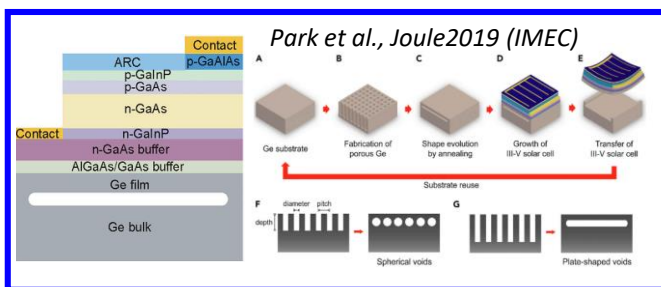 Park et al., Joule2019 (IMEC)
Contact
ARC
p-GaAlAs
p-GaInP
p-GaAs
n-GaAs
Contact
n-GaInP
n-GaAs buffer
AlGaAs/GaAs buffer
Ge film
Ge bulk
A
B
C
D
E
Ge substrate
Fabrication of
porous Ge
Shape evolution
by annealing
Growth of
III-V solar cell
Transfer of
III-V solar cell
Substrate reuse
F
diameter
pitch
depth
Spherical voids
G
Plate-shaped voids